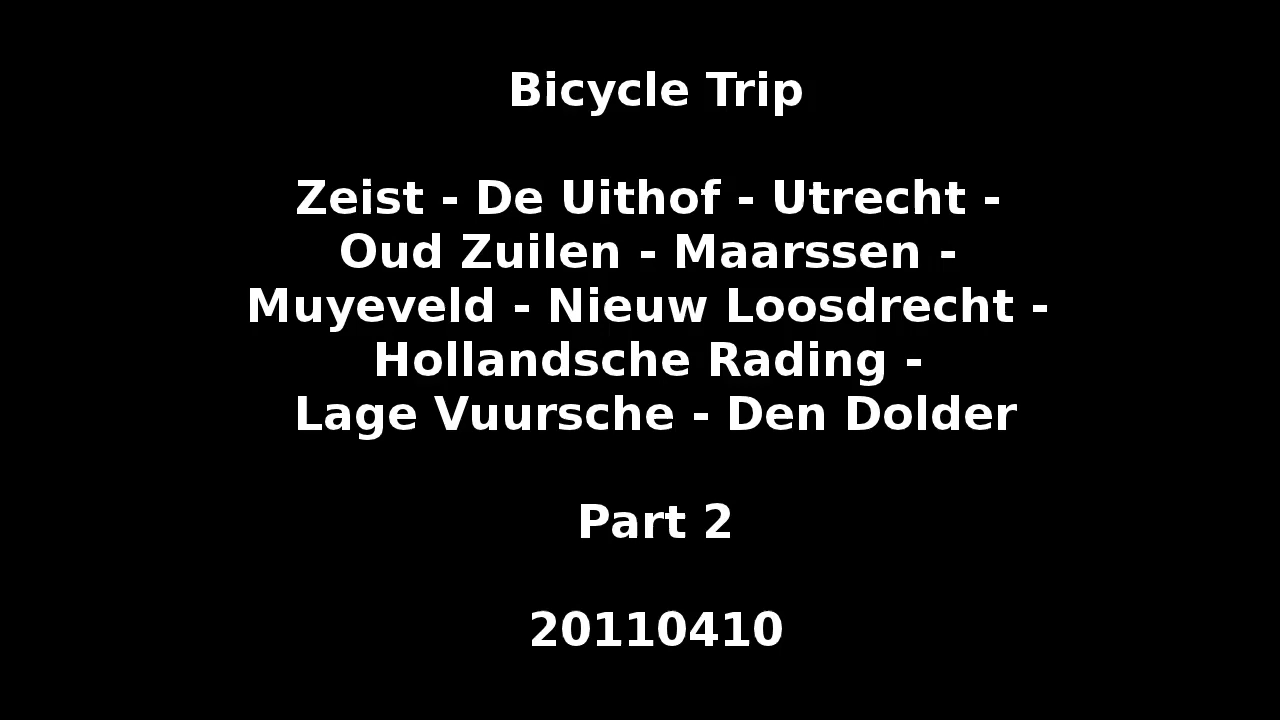 Bicycle Trip
Zeist - De Uithof - Utrecht -
Oud Zuilen - Maarssen -
Muyeveld - Nieuw Loosdrecht -
Hollandsche Rading -
Lage Vuursche - Den Dolder
Part 2
20110410